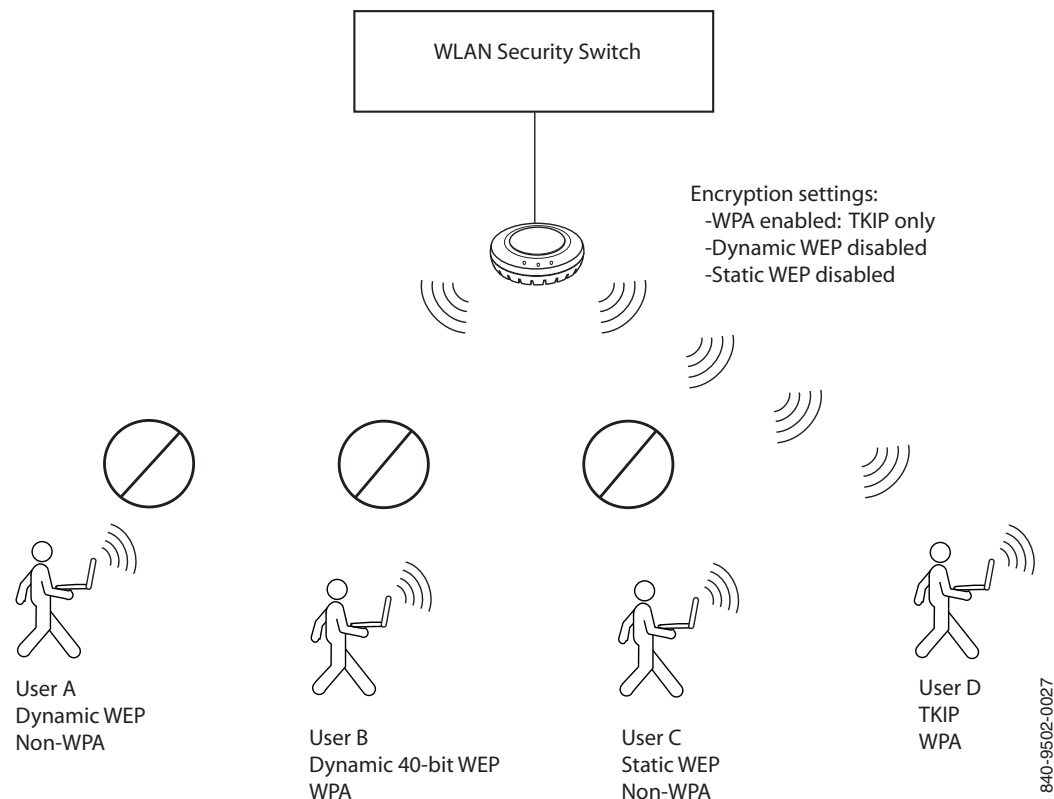 WLAN Security Switch
Encryption settings:
-WPA enabled: TKIP only
-Dynamic WEP disabled
-Static WEP disabled
User A
Dynamic WEP
Non-WPA
User B
Dynamic 40-bit WEP
WPA
User C
Static WEP
Non-WPA
User D
TKIP
WPA
840-9502-0027